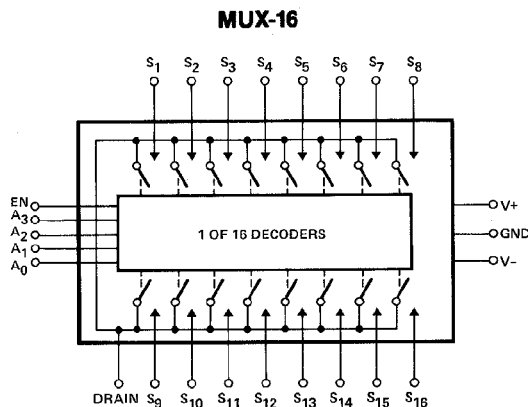 MUX-16
S1 S2 S3 S4 S5 S6 S7 S8
EN
A3
A2
A1
A0
1 OF 16 DECODERS
V+
GND
V–
DRAIN S9 S10 S11 S12 S13 S14 S15 S16